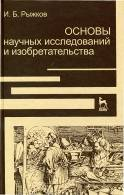 И. Б. Рыжков
ОСНОВЫ
научных исследований
и изобретательства